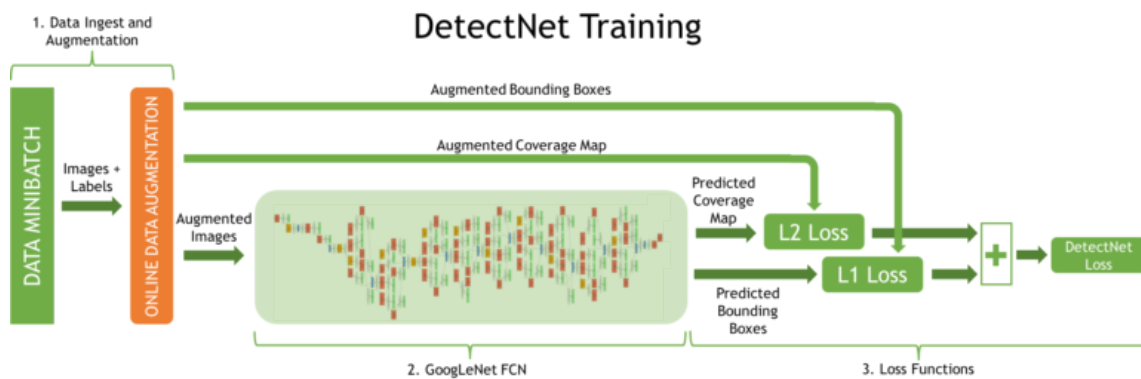 DetectNet Training
1. Data Ingest and
Augmentation
DATA MINIBATCH
Images +
Labels
ONLINE DATA AUGMENTATION
Augmented Bounding Boxes
Augmented Coverage Map
Augmented
Images
Predicted
Coverage
Map
L2 Loss
L1 Loss
Predicted
Bounding
Boxes
+
DetectNet
Loss
2. GoogLeNet FCN
3. Loss Functions